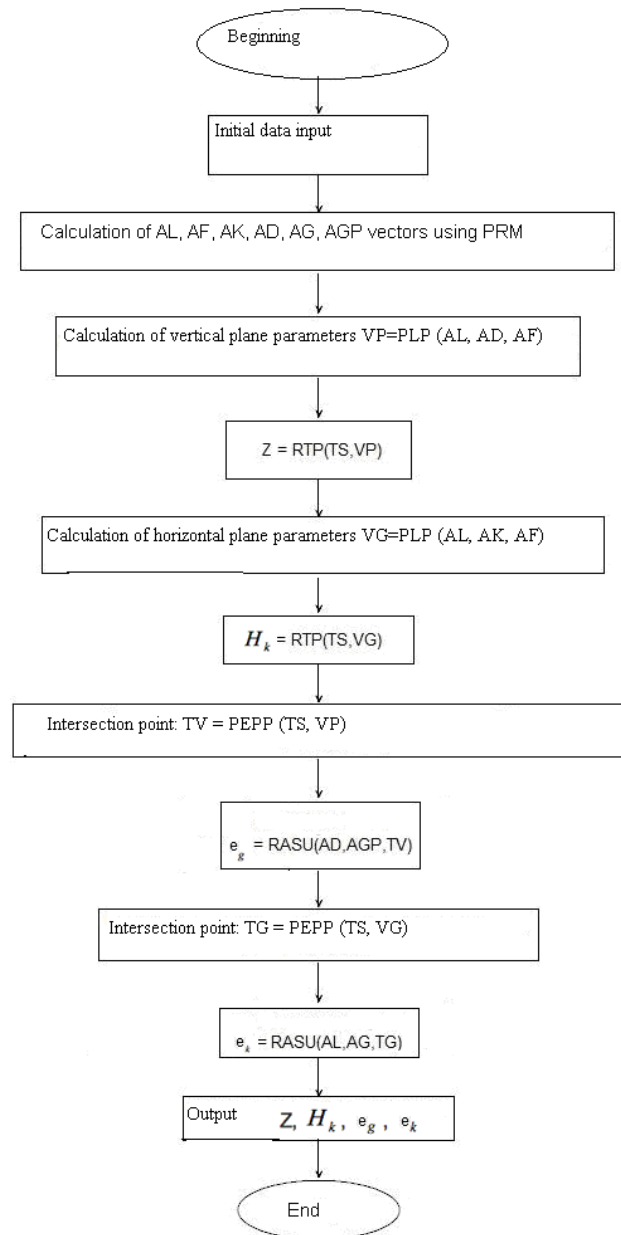 Beginning
Initial data input
Calculation of AL, AF, AK, AD, AG, AGP vectors using PRM
Calculation of vertical plane parameters VP=PLP (AL, AD, AF)
Z = RTP(TS,VP)
Calculation of horizontal plane parameters VG=PLP (AL, AK, AF)
H_k = RTP(TS,VG)
Intersection point: TV = PEPP (TS, VP)
e_g = RASU(AD,AGP,TV)
Intersection point: TG = PEPP (TS, VG)
e_k = RASU(AL,AG,TG)
Output Z, H_k, e_g, e_k
End